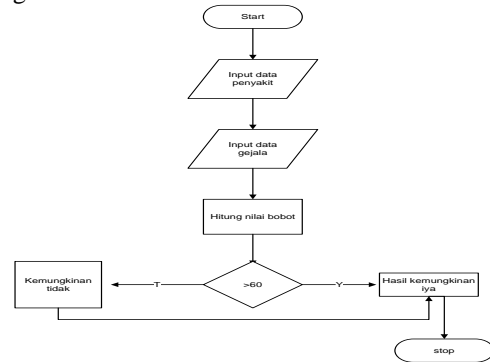 g
Start
Input data
penyakit
Input data
gejala
Hitung nilai bobot
Kemungkinan
tidak
T
>60
Y
Hasil kemungkinan
iya
stop